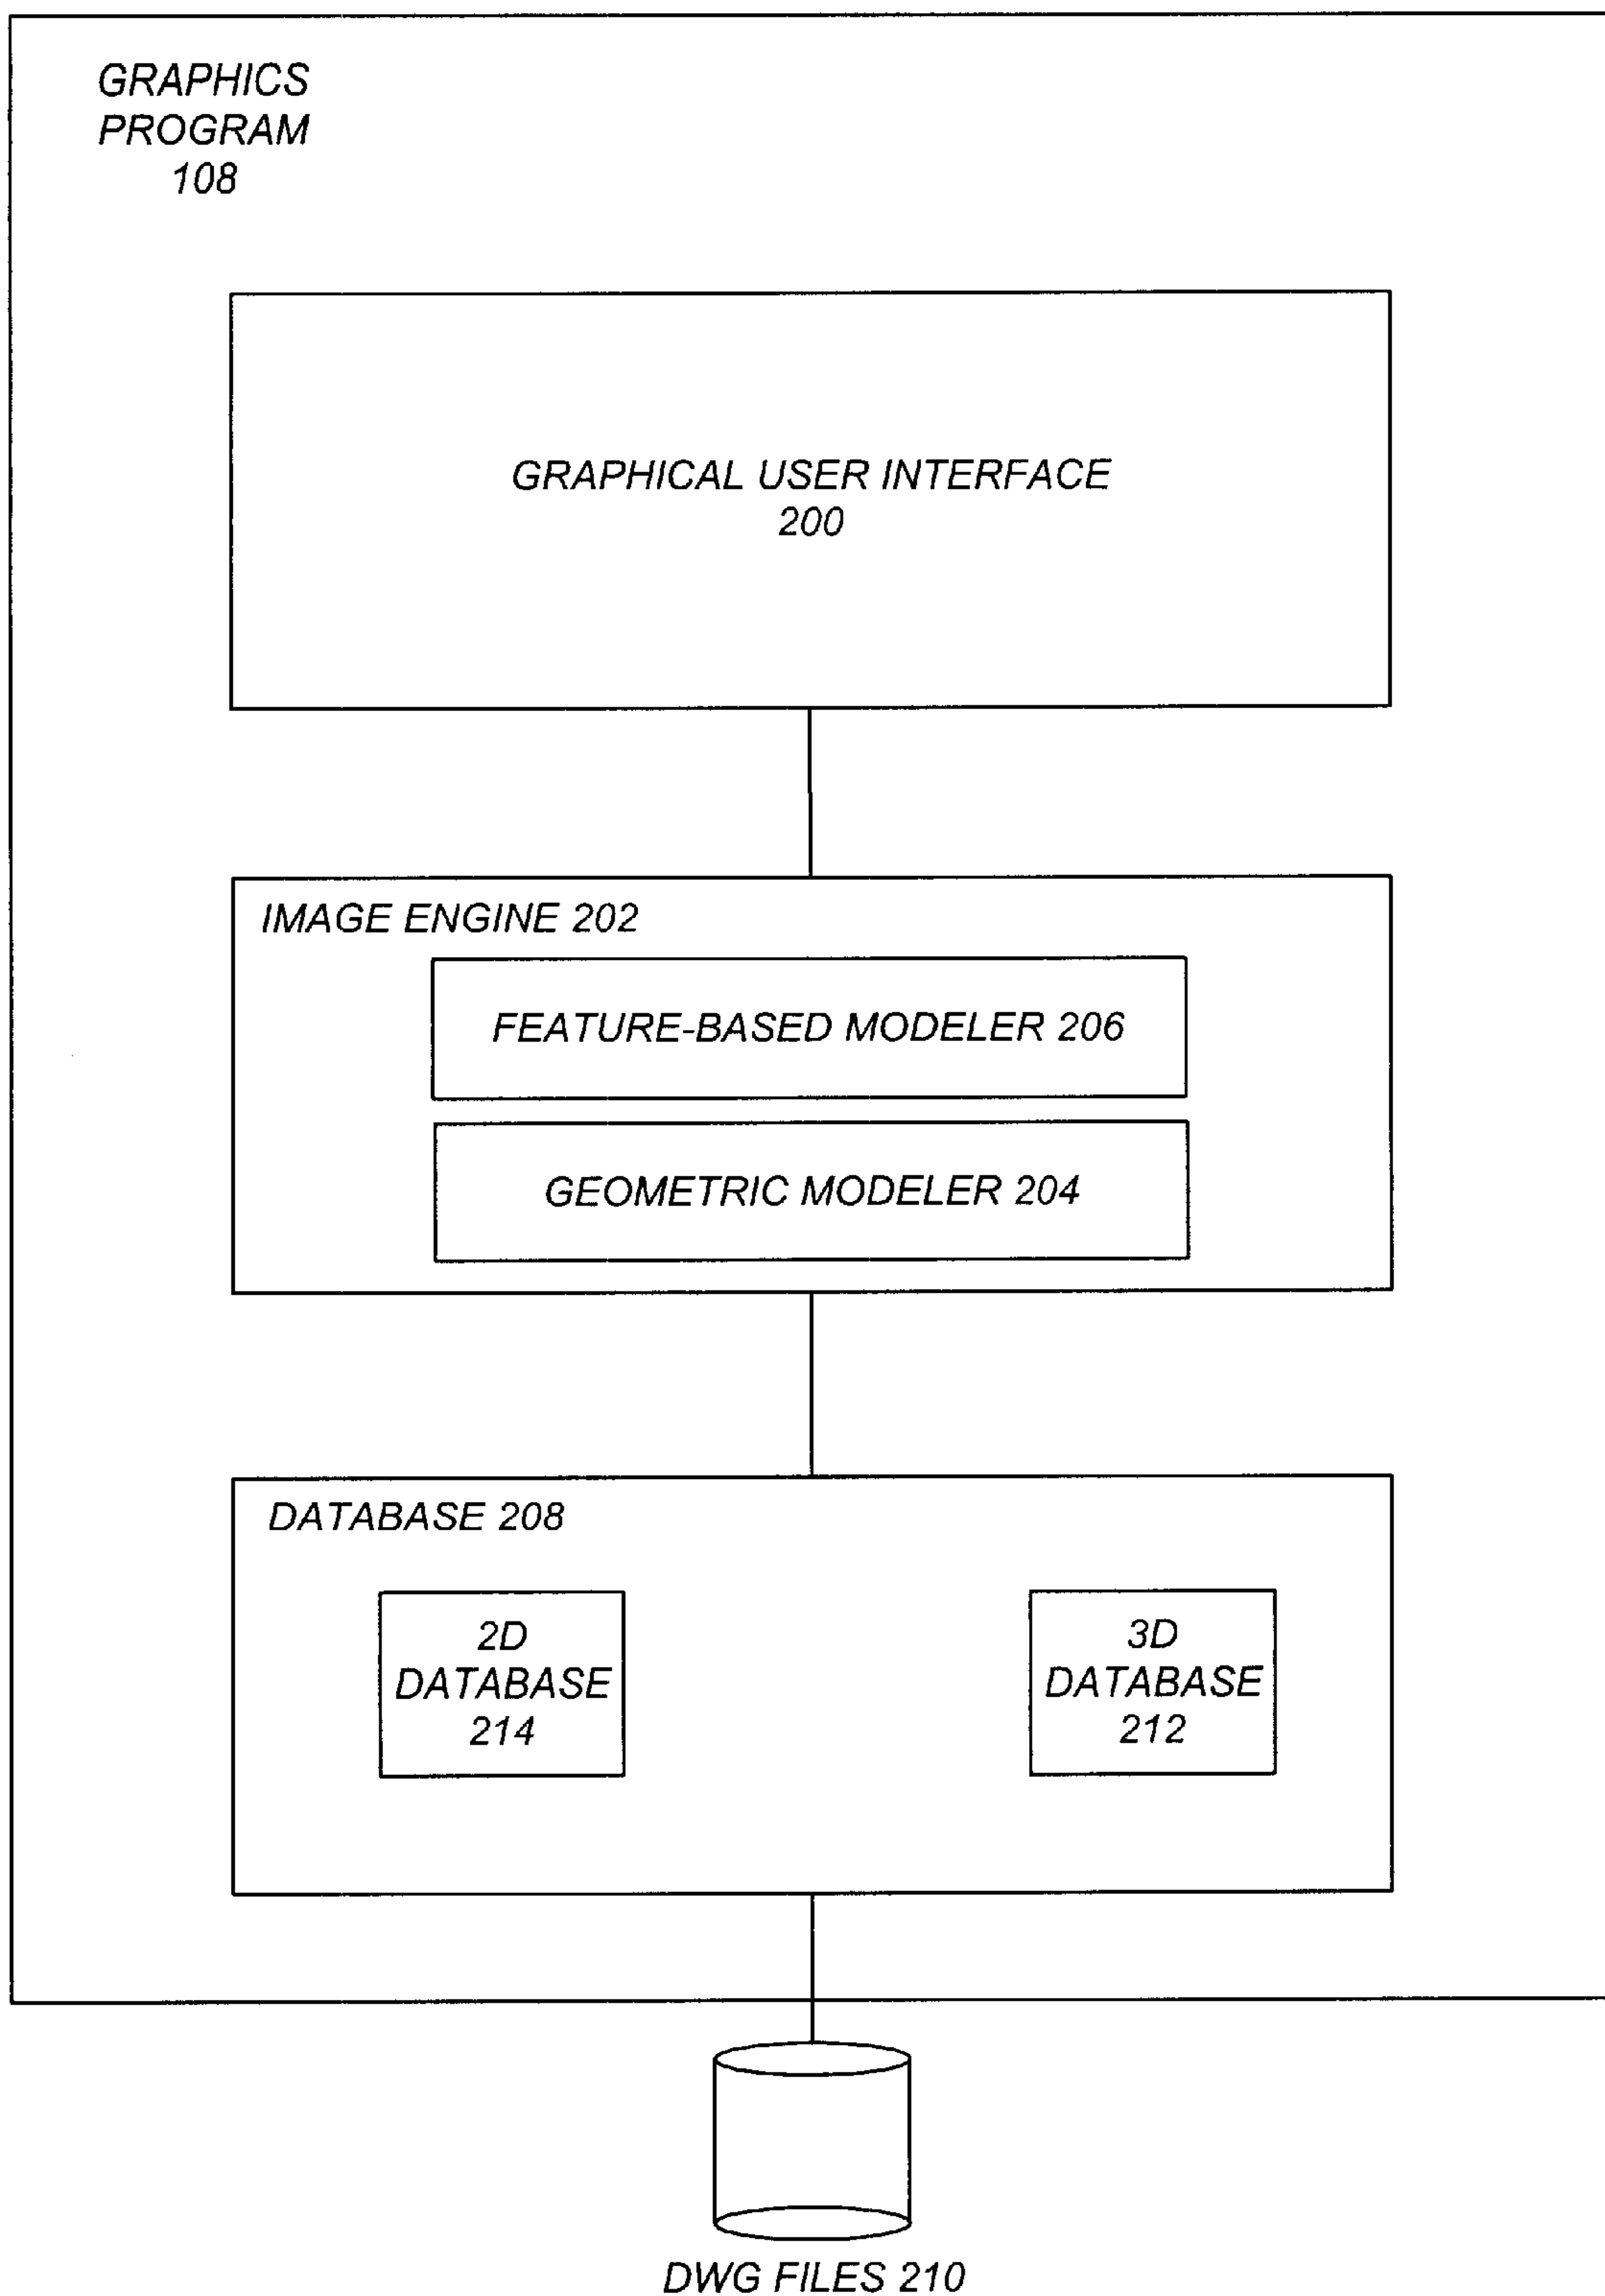 GRAPHICS
PROGRAM
108
GRAPHICAL USER INTERFACE
200
IMAGE ENGINE 202
FEATURE-BASED MODELER 206
GEOMETRIC MODELER 204
DATABASE 208
2D
DATABASE
214
3D
DATABASE
212
DWG FILES 210